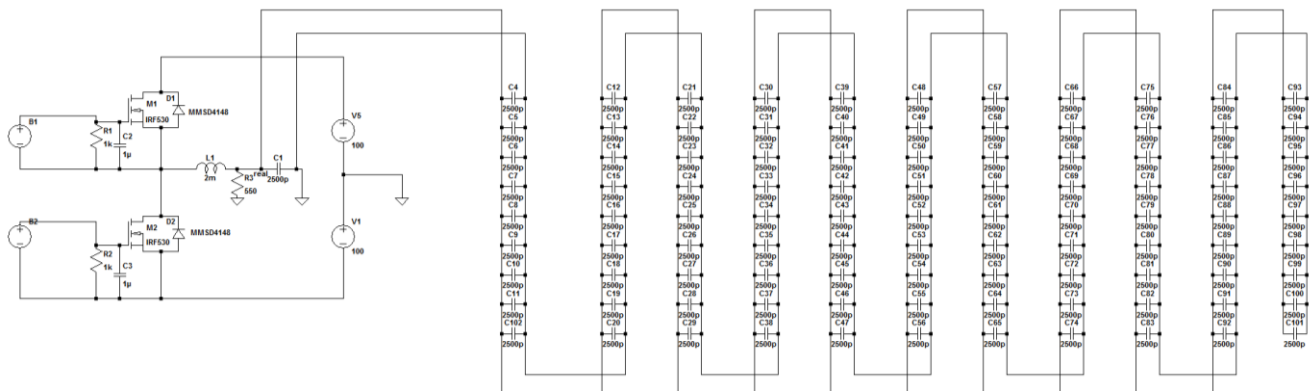 B1
R1
1k
C2
1µ
M1
IRF530
D1
MMSD4148
V5
100
L1
2m
R3
550
real
C1
2500p
B2
R2
1k
C3
1µ
M2
IRF530
D2
MMSD4148
V1
100
C4 C12 C21 C30 C39 C48 C57 C66 C75 C84 C93
2500p 2500p 2500p 2500p 2500p 2500p 2500p 2500p 2500p 2500p 2500p
C5 C13 C22 C31 C40 C49 C58 C67 C76 C85 C94
2500p 2500p 2500p 2500p 2500p 2500p 2500p 2500p 2500p 2500p 2500p
C6 C14 C23 C32 C41 C50 C59 C68 C77 C86 C95
2500p 2500p 2500p 2500p 2500p 2500p 2500p 2500p 2500p 2500p 2500p
C7 C15 C24 C33 C42 C51 C60 C69 C78 C87 C96
2500p 2500p 2500p 2500p 2500p 2500p 2500p 2500p 2500p 2500p 2500p
C8 C16 C25 C34 C43 C52 C61 C70 C79 C88 C97
2500p 2500p 2500p 2500p 2500p 2500p 2500p 2500p 2500p 2500p 2500p
C9 C17 C26 C35 C44 C53 C62 C71 C80 C89 C98
2500p 2500p 2500p 2500p 2500p 2500p 2500p 2500p 2500p 2500p 2500p
C10 C18 C27 C36 C45 C54 C63 C72 C81 C90 C99
2500p 2500p 2500p 2500p 2500p 2500p 2500p 2500p 2500p 2500p 2500p
C11 C19 C28 C37 C46 C55 C64 C73 C82 C91 C100
2500p 2500p 2500p 2500p 2500p 2500p 2500p 2500p 2500p 2500p 2500p
C102 C20 C29 C38 C47 C56 C65 C74 C83 C92 C101
2500p 2500p 2500p 2500p 2500p 2500p 2500p 2500p 2500p 2500p 2500p